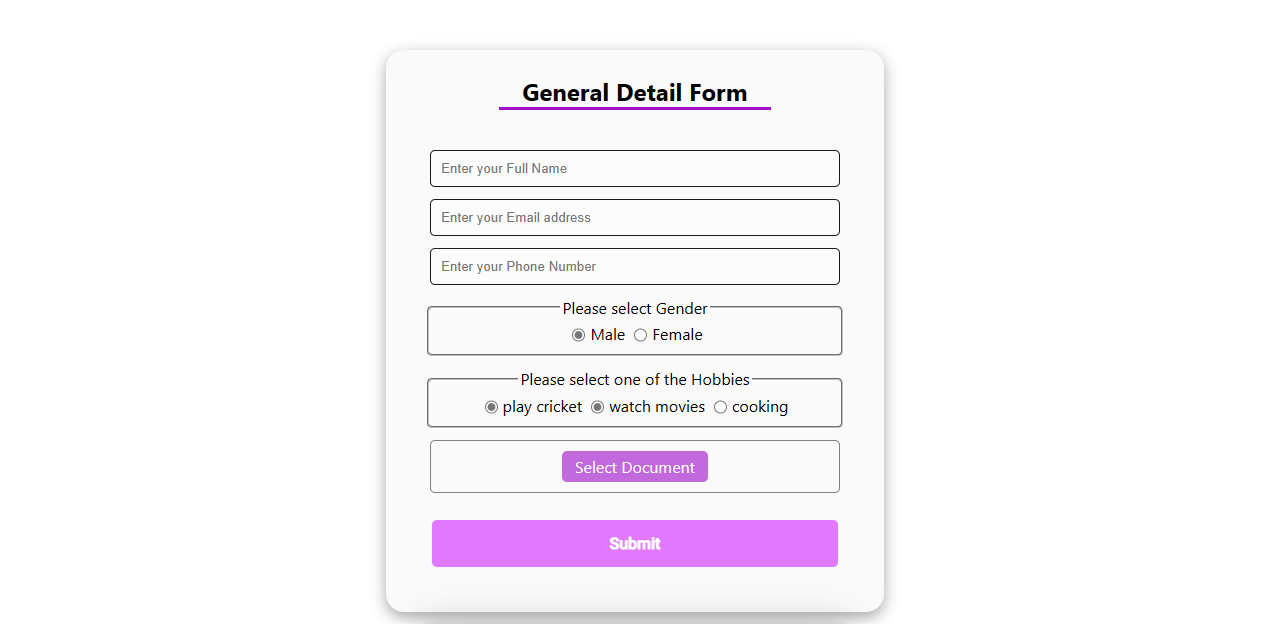 General Detail Form
Enter your Full Name
Enter your Email address
Enter your Phone Number
Please select Gender
Male Female
Please select one of the Hobbies
play cricket watch movies cooking
Select Document
Submit